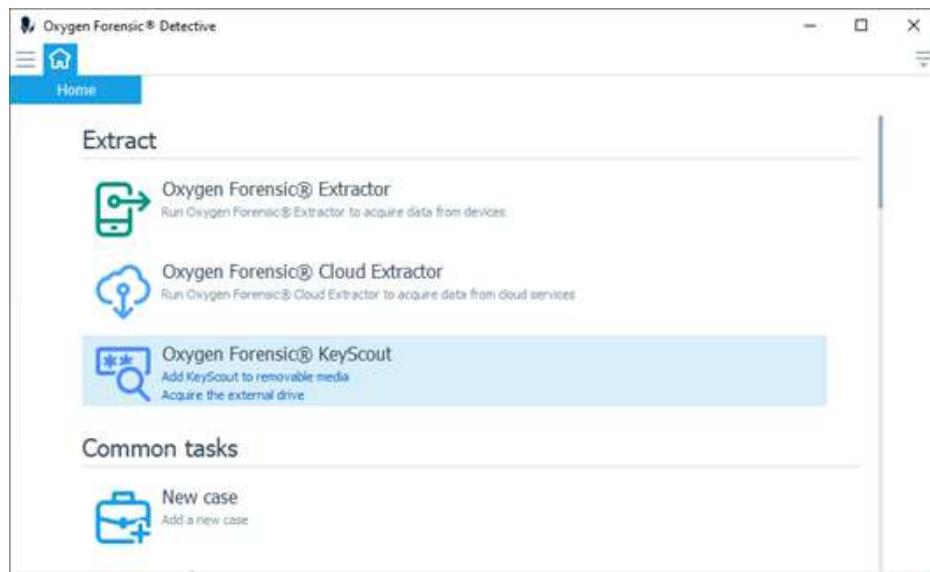 Oxygen Forensic® Detective
Home
Extract
Oxygen Forensic® Extractor
Run Oxygen Forensic® Extractor to acquire data from devices
Oxygen Forensic® Cloud Extractor
Run Oxygen Forensic® Cloud Extractor to acquire data from cloud services
Oxygen Forensic® KeyScout
Add KeyScout to removable media
Acquire the external drive
Common tasks
New case
Add a new case